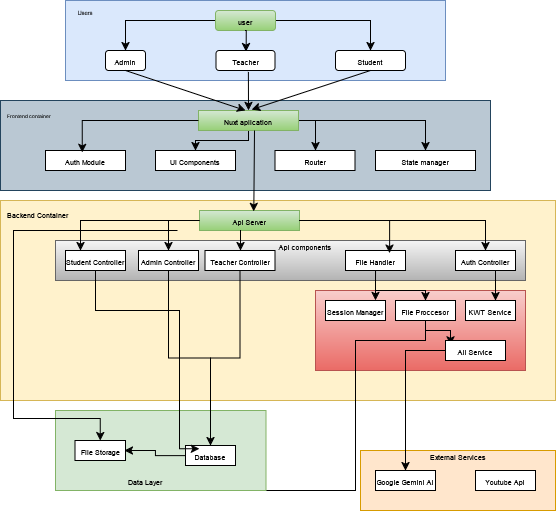 Users
user
Admin
Teacher
Student
Frontend container
Nuxt aplication
Auth Module
UI Components
Router
State manager
Backend Container
Api Server
Api components
Student Controller
Admin Controller
Teacher Controller
File Handler
Auth Controller
Session Manager
File Proccesor
KWT Service
AII Service
File Storage
Database
Data Layer
External Services
Google Gemini AI
Youtube Api